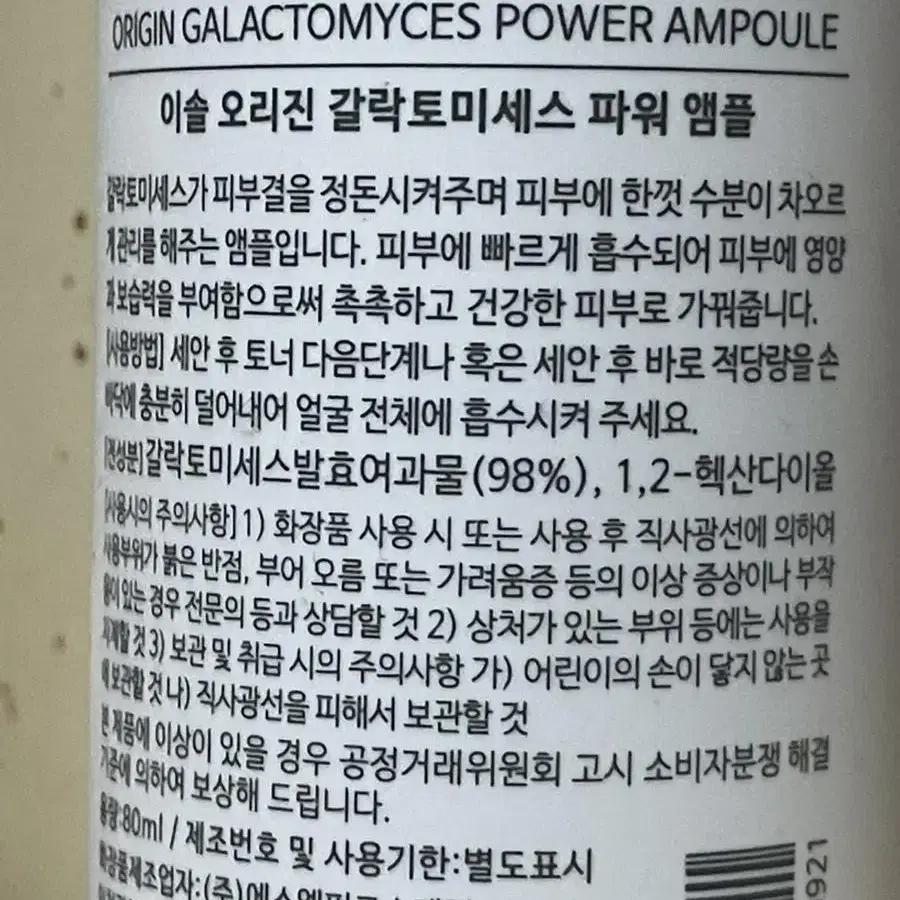 ORIGIN GALACTOMYCES POWER AMPOULE
이솔 오리진 갈락토미세스 파워 앰플
갈락토미세스가 피부결을 정돈시켜주며 피부에 한껏 수분이 차오르
게 관리를 해주는 앰플입니다. 피부에 빠르게 흡수되어 피부에 영양
과 보습력을 부여함으로써 촉촉하고 건강한 피부로 가꿔줍니다.
[사용방법] 세안 후 토너 다음단계나 혹은 세안 후 바로 적당량을 손
바닥에 충분히 덜어내어 얼굴 전체에 흡수시켜 주세요.
[전성분] 갈락토미세스발효여과물(98%), 1,2-헥산다이올
[사용시의 주의사항] 1) 화장품 사용 시 또는 사용 후 직사광선에 의하여
사용부위가 붉은 반점, 부어 오름 또는 가려움증 등의 이상 증상이나 부작
용이 있는 경우 전문의 등과 상담할 것 2) 상처가 있는 부위 등에는 사용을
자제할 것 3) 보관 및 취급 시의 주의사항 가) 어린이의 손이 닿지 않는 곳
에 보관할 것 나) 직사광선을 피해서 보관할 것
본 제품에 이상이 있을 경우 공정거래위원회 고시 소비자분쟁 해결
기준에 의하여 보상해 드립니다.
용량:80ml / 제조번호 및 사용기한:별도표시
화장품제조업자:(주)
921